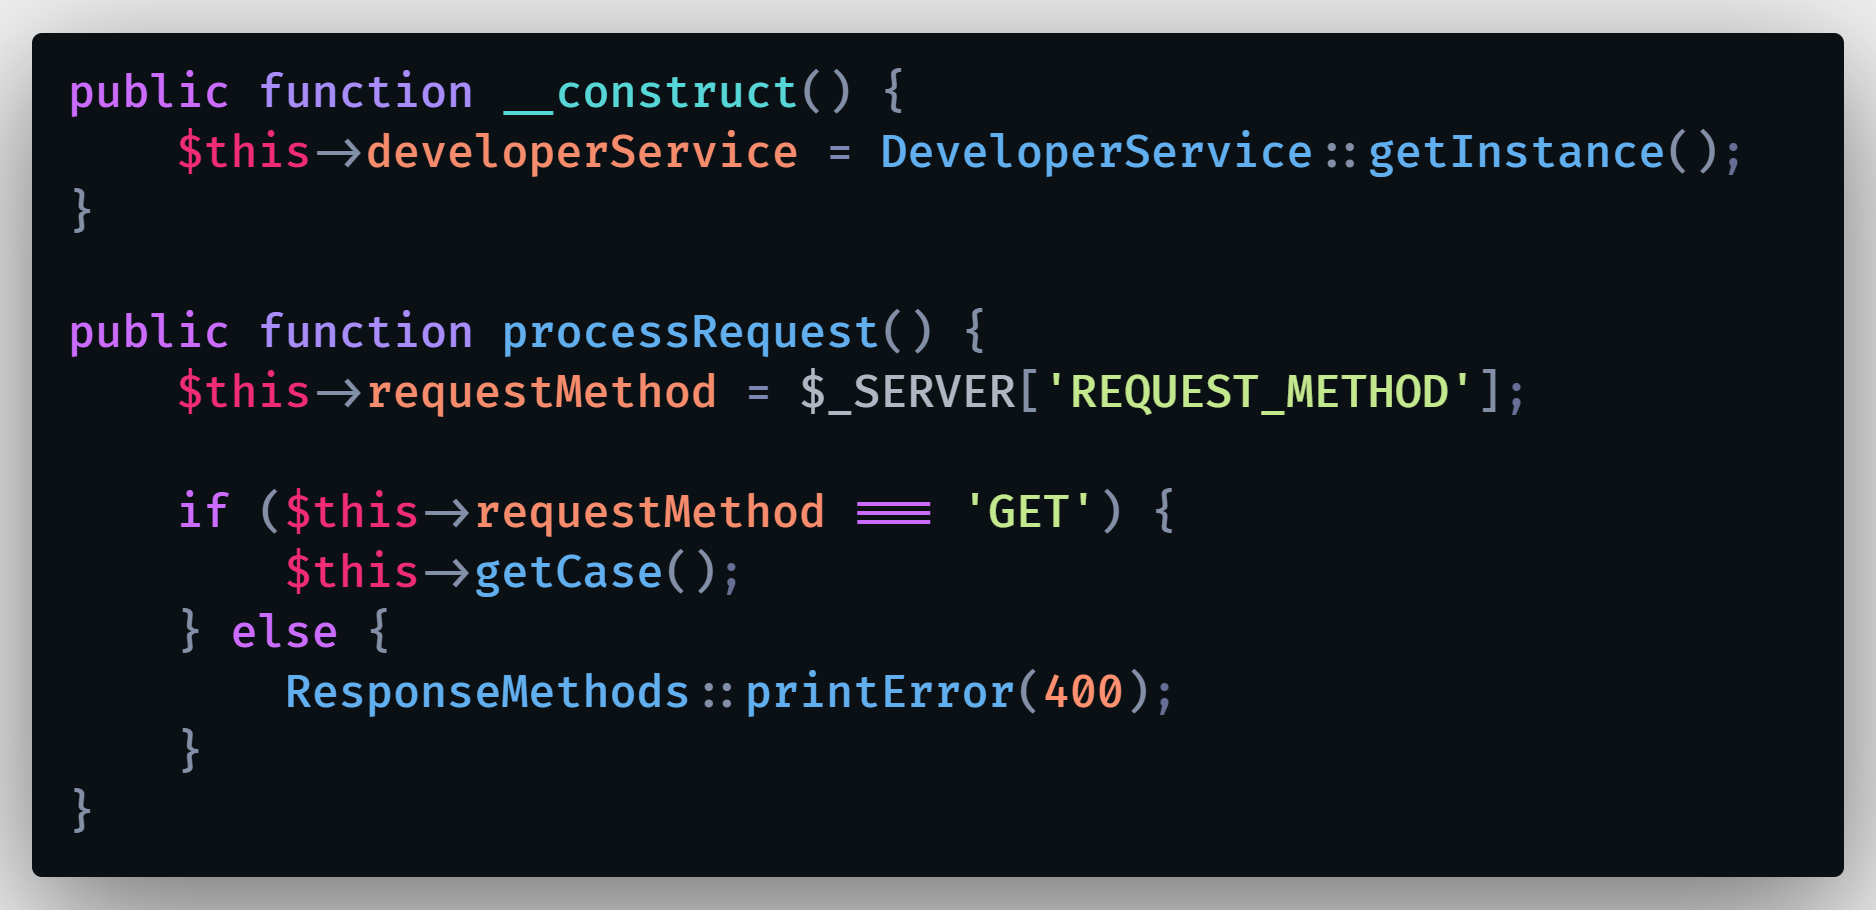 public function __construct() {
    $this->developerService = DeveloperService::getInstance();
}

public function processRequest() {
    $this->requestMethod = $_SERVER['REQUEST_METHOD'];

    if ($this->requestMethod === 'GET') {
        $this->getCase();
    } else {
        ResponseMethods::printError(400);
    }
}